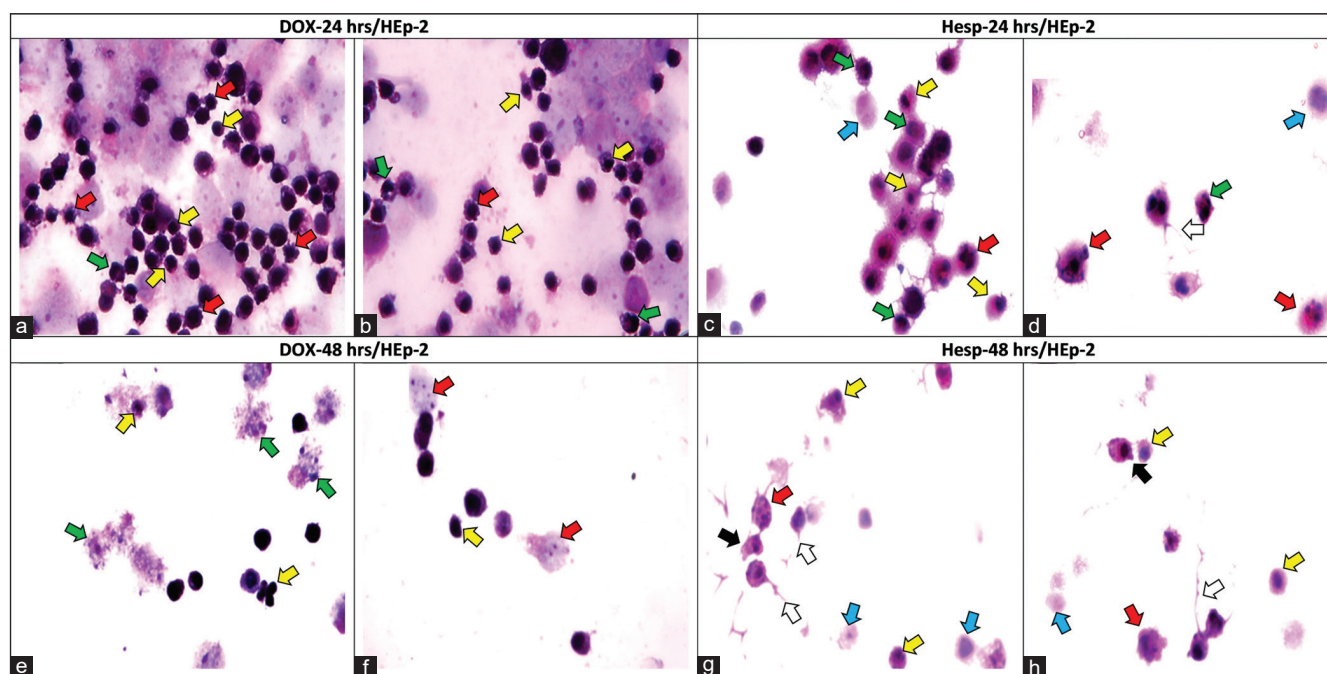 DOX-24 hrs/HEp-2
Hesp-24 hrs/HEp-2
a
b
c
d
DOX-48 hrs/HEp-2
Hesp-48 hrs/HEp-2
e
f
g
h